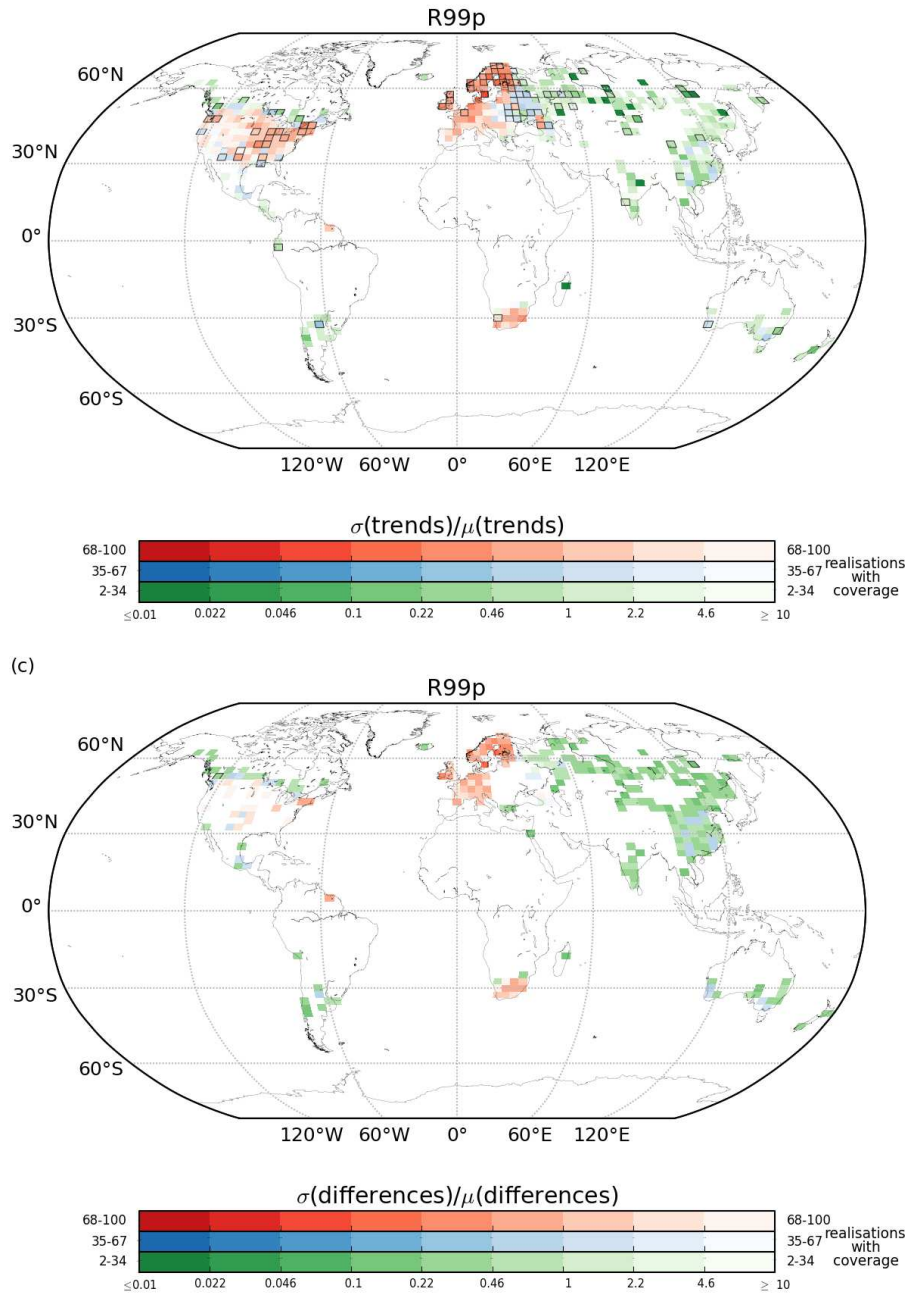 R99p
60°N
30°N
0°
30°S
60°S
120°W 60°W 0° 60°E 120°E
σ(trends)/μ(trends)
68-100 68-100
35-67 35-67
2-34 2-34
realisations
with
coverage
≤0.01 0.022 0.046 0.1 0.22 0.46 1 2.2 4.6 ≥ 10
(c)
R99p
60°N
30°N
0°
30°S
60°S
120°W 60°W 0° 60°E 120°E
σ(differences)/μ(differences)
68-100 68-100
35-67 35-67
2-34 2-34
realisations
with
coverage
≤0.01 0.022 0.046 0.1 0.22 0.46 1 2.2 4.6 ≥ 10